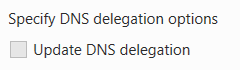 Specify DNS delegation options
Update DNS delegation